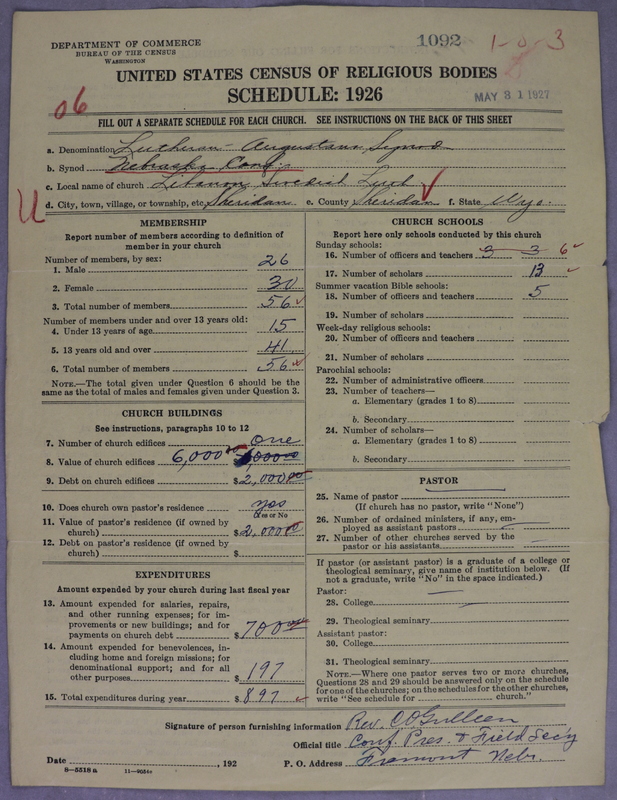 DEPARTMENT OF COMMERCE
BUREAU OF THE CENSUS
WASHINGTON
1092
1-0-3
UNITED STATES CENSUS OF RELIGIOUS BODIES
SCHEDULE: 1926
MAY 31 1927
06
FILL OUT A SEPARATE SCHEDULE FOR EACH CHURCH. SEE INSTRUCTIONS ON THE BACK OF THIS SHEET
a. Denomination Lutheran - Augustana Synod
b. Synod Nebraska Conf.
c. Local name of church Libanon Swedish Luth
d. City, town, village, or township, etc. Sheridan e. County Sheridan f. State Wyo.
MEMBERSHIP
Report number of members according to definition of
member in your church
Number of members, by sex:
1. Male 26
2. Female 30
3. Total number of members 56
Number of members under and over 13 years old:
4. Under 13 years of age 15
5. 13 years old and over 41
6. Total number of members 56
NOTE.—The total given under Question 6 should be the
same as the total of males and females given under Question 3.
CHURCH BUILDINGS
See instructions, paragraphs 10 to 12
7. Number of church edifices one
8. Value of church edifices 6,000.00
9. Debt on church edifices $2,000.00
10. Does church own pastor's residence yes
Yes or No
11. Value of pastor's residence (if owned by
church) $2,000
12. Debt on pastor's residence (if owned by
church) $
EXPENDITURES
Amount expended by your church during last fiscal year
13. Amount expended for salaries, repairs,
and other running expenses; for im-
provements or new buildings; and for
payments on church debt $700
14. Amount expended for benevolences, in-
cluding home and foreign missions; for
denominational support; and for all
other purposes $197
15. Total expenditures during year $897
CHURCH SCHOOLS
Report here only schools conducted by this church
Sunday schools:
16. Number of officers and teachers 3 3 6
17. Number of scholars 13
Summer vacation Bible schools:
18. Number of officers and teachers 5
19. Number of scholars
Week-day religious schools:
20. Number of officers and teachers
21. Number of scholars
Parochial schools:
22. Number of administrative officers
23. Number of teachers—
a. Elementary (grades 1 to 8)
b. Secondary
24. Number of scholars—
a. Elementary (grades 1 to 8)
b. Secondary
PASTOR
25. Name of pastor
(If church has no pastor, write "None")
26. Number of ordained ministers, if any, em-
ployed as assistant pastors
27. Number of other churches served by the
pastor or his assistants
If pastor (or assistant pastor) is a graduate of a college or
theological seminary, give name of institution below. (If
not a graduate, write "No" in the space indicated.)
Pastor:
28. College
29. Theological seminary
Assistant pastor:
30. College
31. Theological seminary
NOTE.—Where one pastor serves two or more churches,
Questions 28 and 29 should be answered only on the schedule
for one of the churches; on the schedules for the other churches,
write "See schedule for church."
Signature of person furnishing information Rev. C O Gulleen
Official title Conf. Pres. & Field Sec'y
Date , 192 P. O. Address Fremont Nebr.
8-5518 a 11-9054